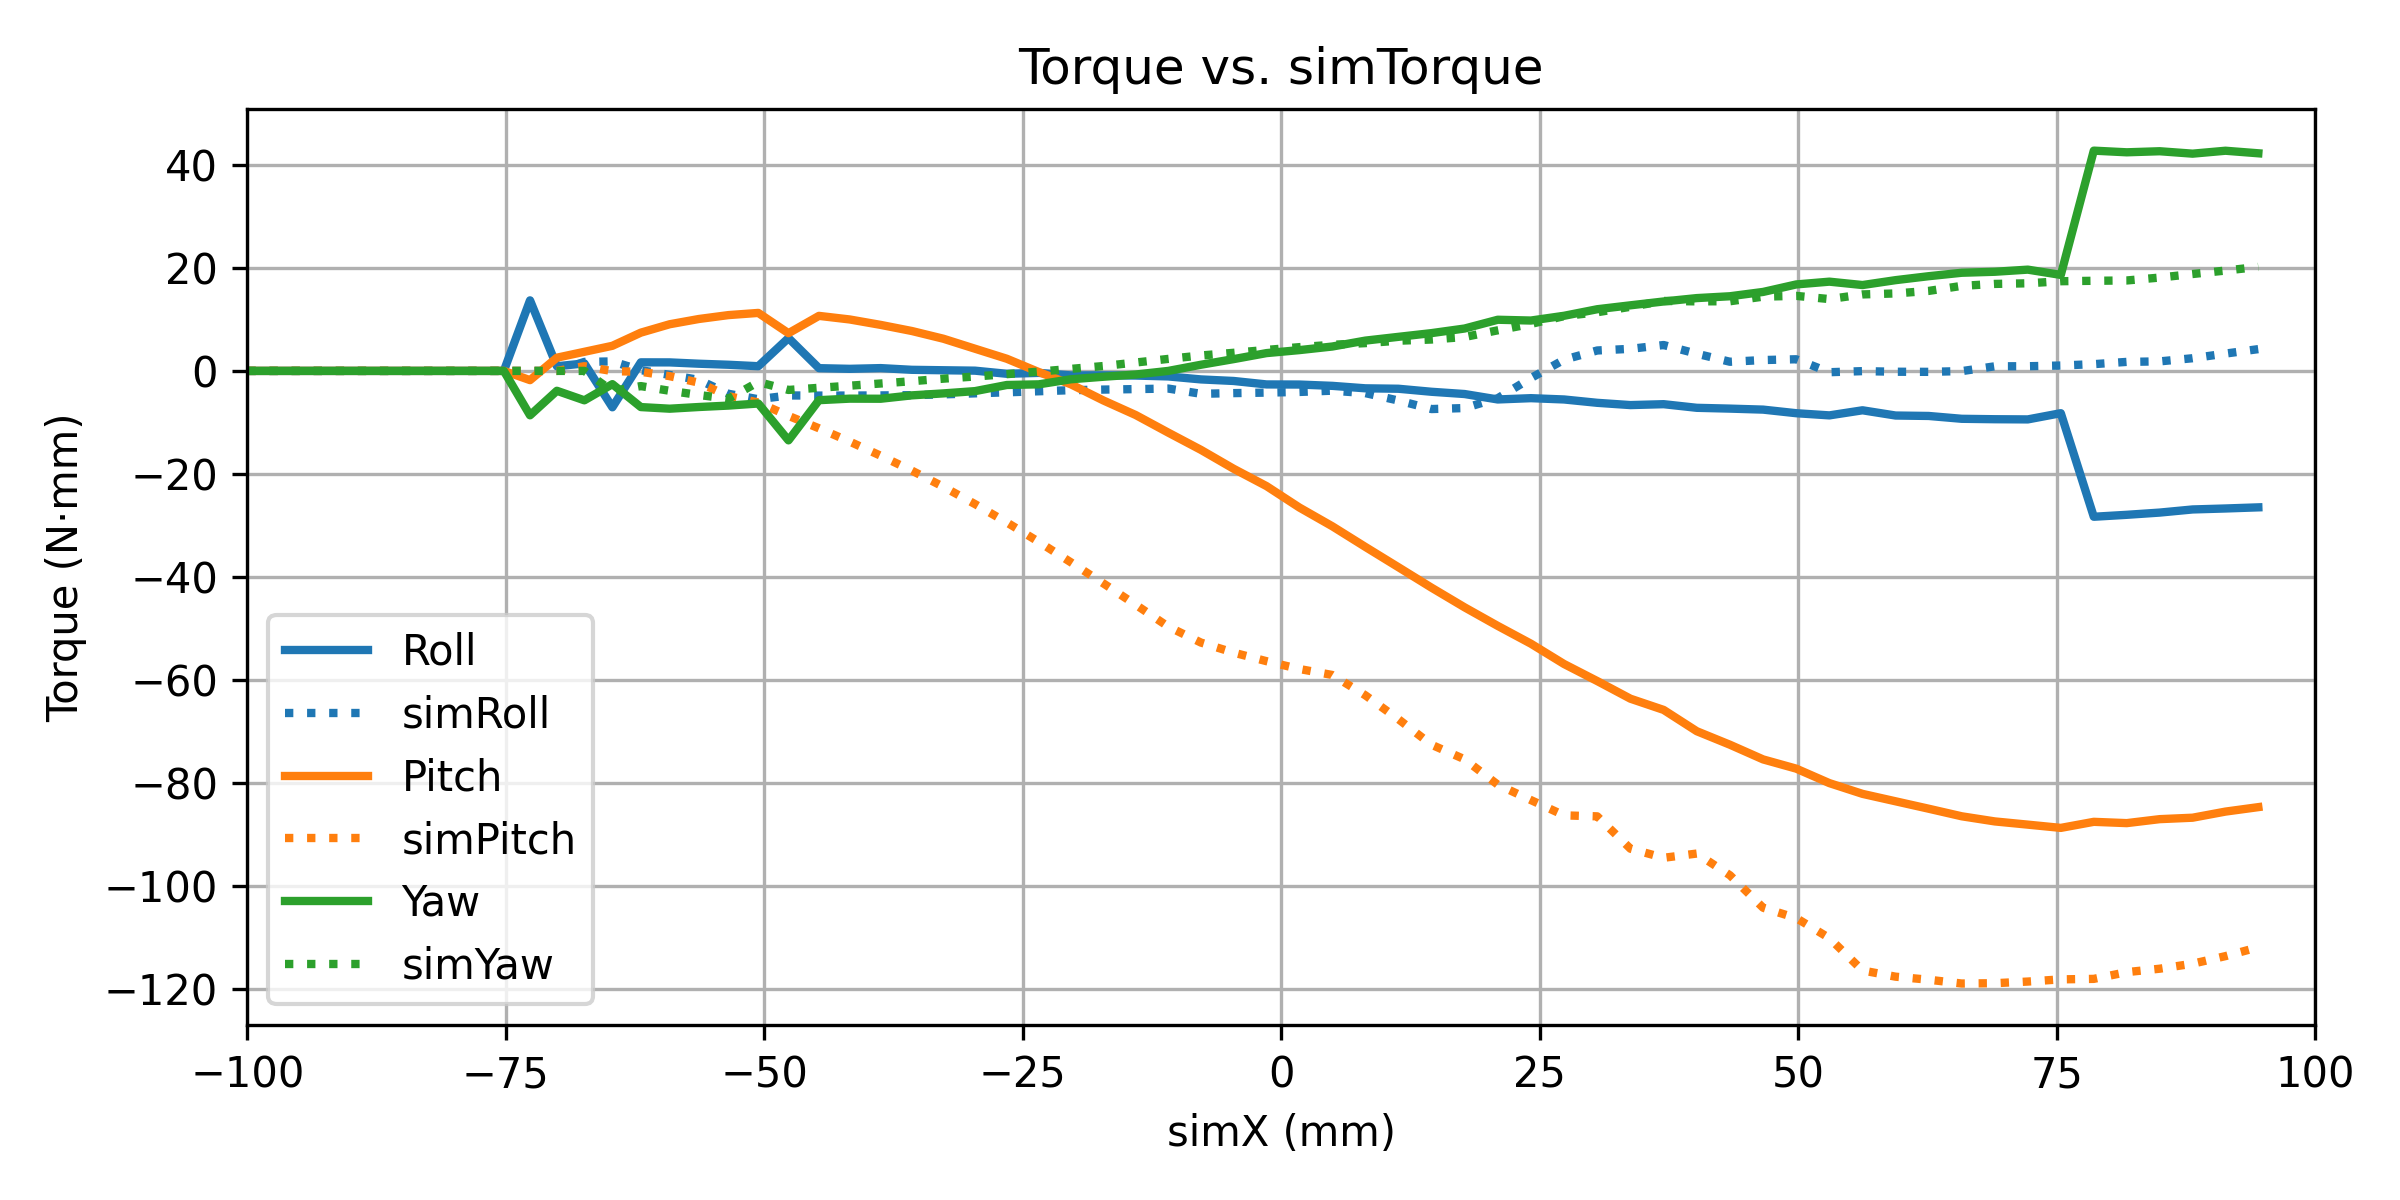 Torque vs. simTorque
40
20
0
−20
−40
−60
−80
−100
−120
Torque (N·mm)
Roll
simRoll
Pitch
simPitch
Yaw
simYaw
−100 −75 −50 −25 0 25 50 75 100
simX (mm)